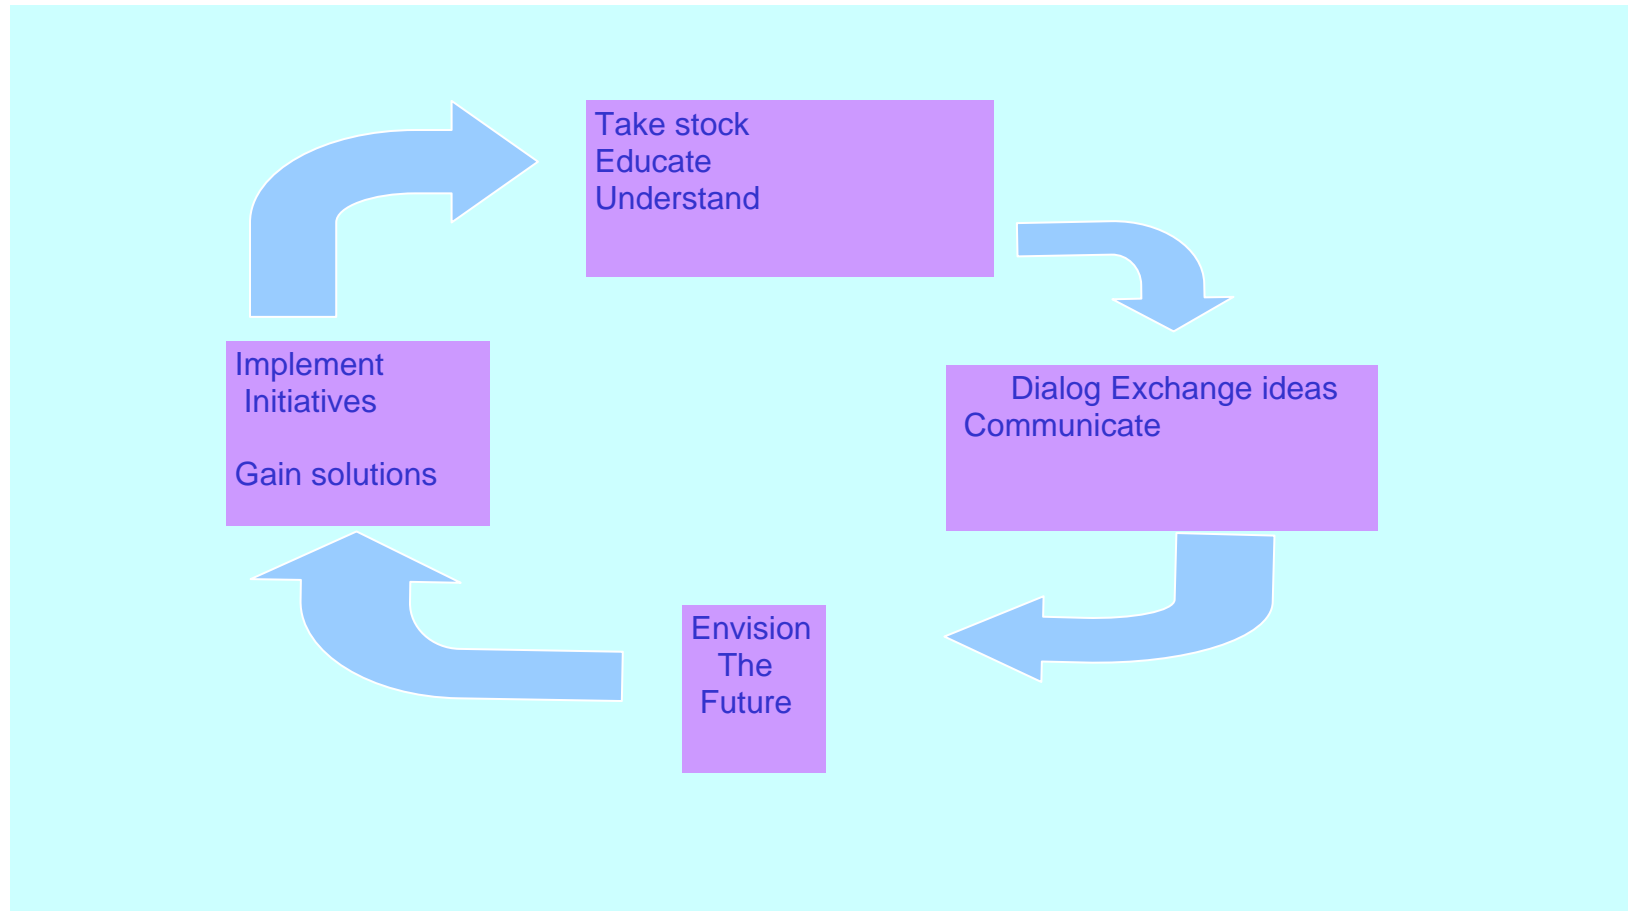 Take stock
Educate
Understand
Dialog Exchange ideas
Communicate
Envision
The
Future
Implement
Initiatives
Gain solutions